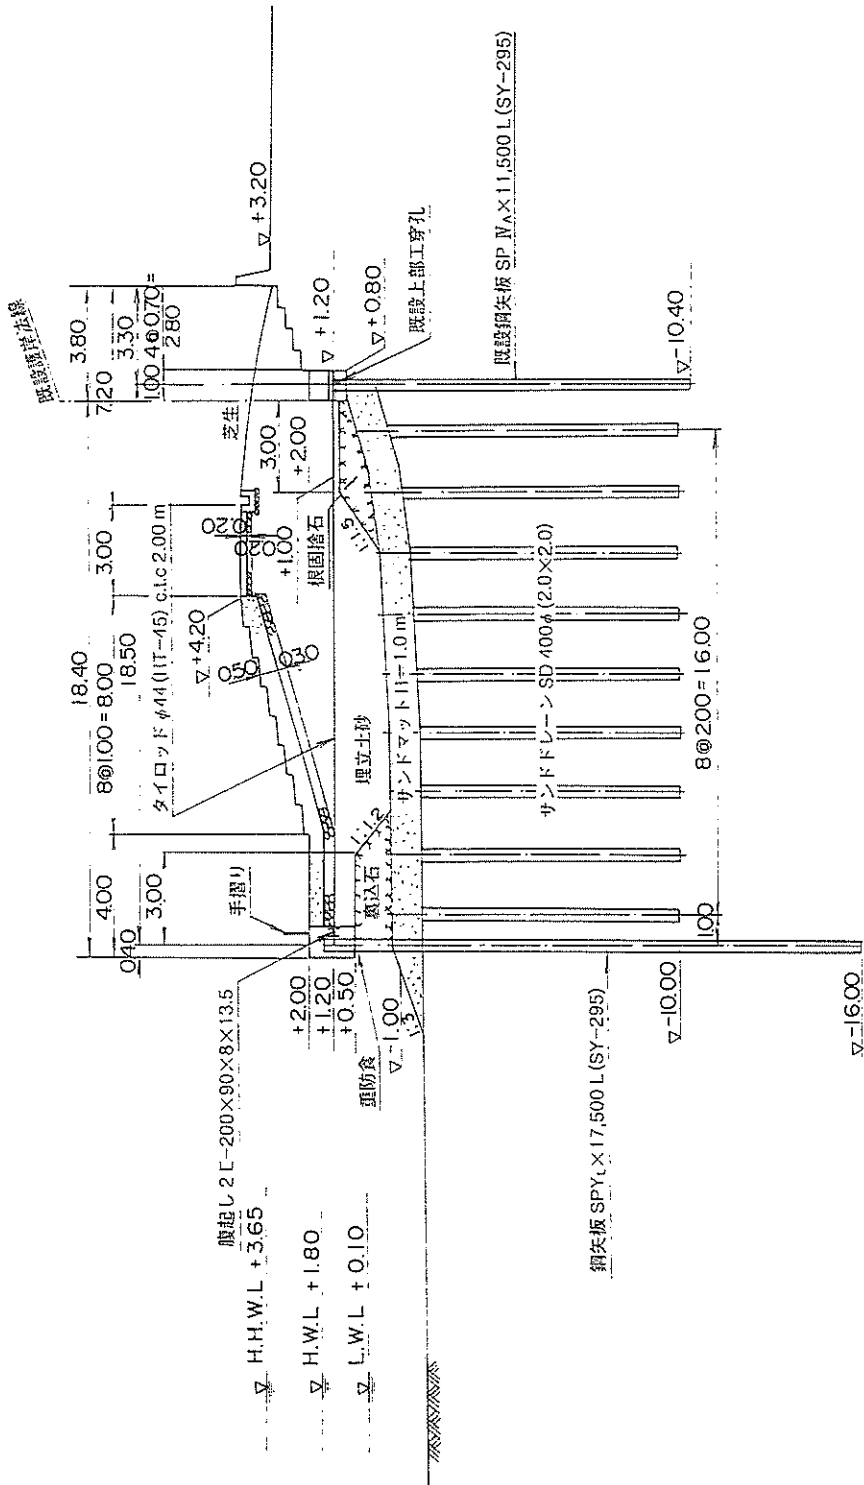 既設護岸法線
18.40
7.20
3.80
8@1.00=8.00
3.00
3.30
1.00
4@0.70=
2.80
4.00
18.50
0.40
3.00
手摺り
タイロッド φ44(HT-45) c.t.c 2.00 m
芝生
▽+3.20
▽+4.20
0.50
0.30
0.20
0.20
+1.00
3.00
+2.00
▽+1.20
▽+0.80
根固捨石
1:1.5
既設上部工穿孔
既設鋼矢板 SP ⅣA×11,500 L(SY-295)
▽-10.40
腹起し 2[-200×90×8×13.5
+2.00
+1.20
+0.50
重防食
▽-1.00
1:3
裏込石
1:1.2
埋立土砂
サンドマット H=1.0 m
サンドドレーン SD 400φ (2.0×2.0)
8@2.00=16.00
1.00
▽-10.00
▽-16.00
鋼矢板 SPYL×17,500 L(SY-295)
▽ H.H.W.L +3.65
▽ H.W.L +1.80
▽ L.W.L +0.10